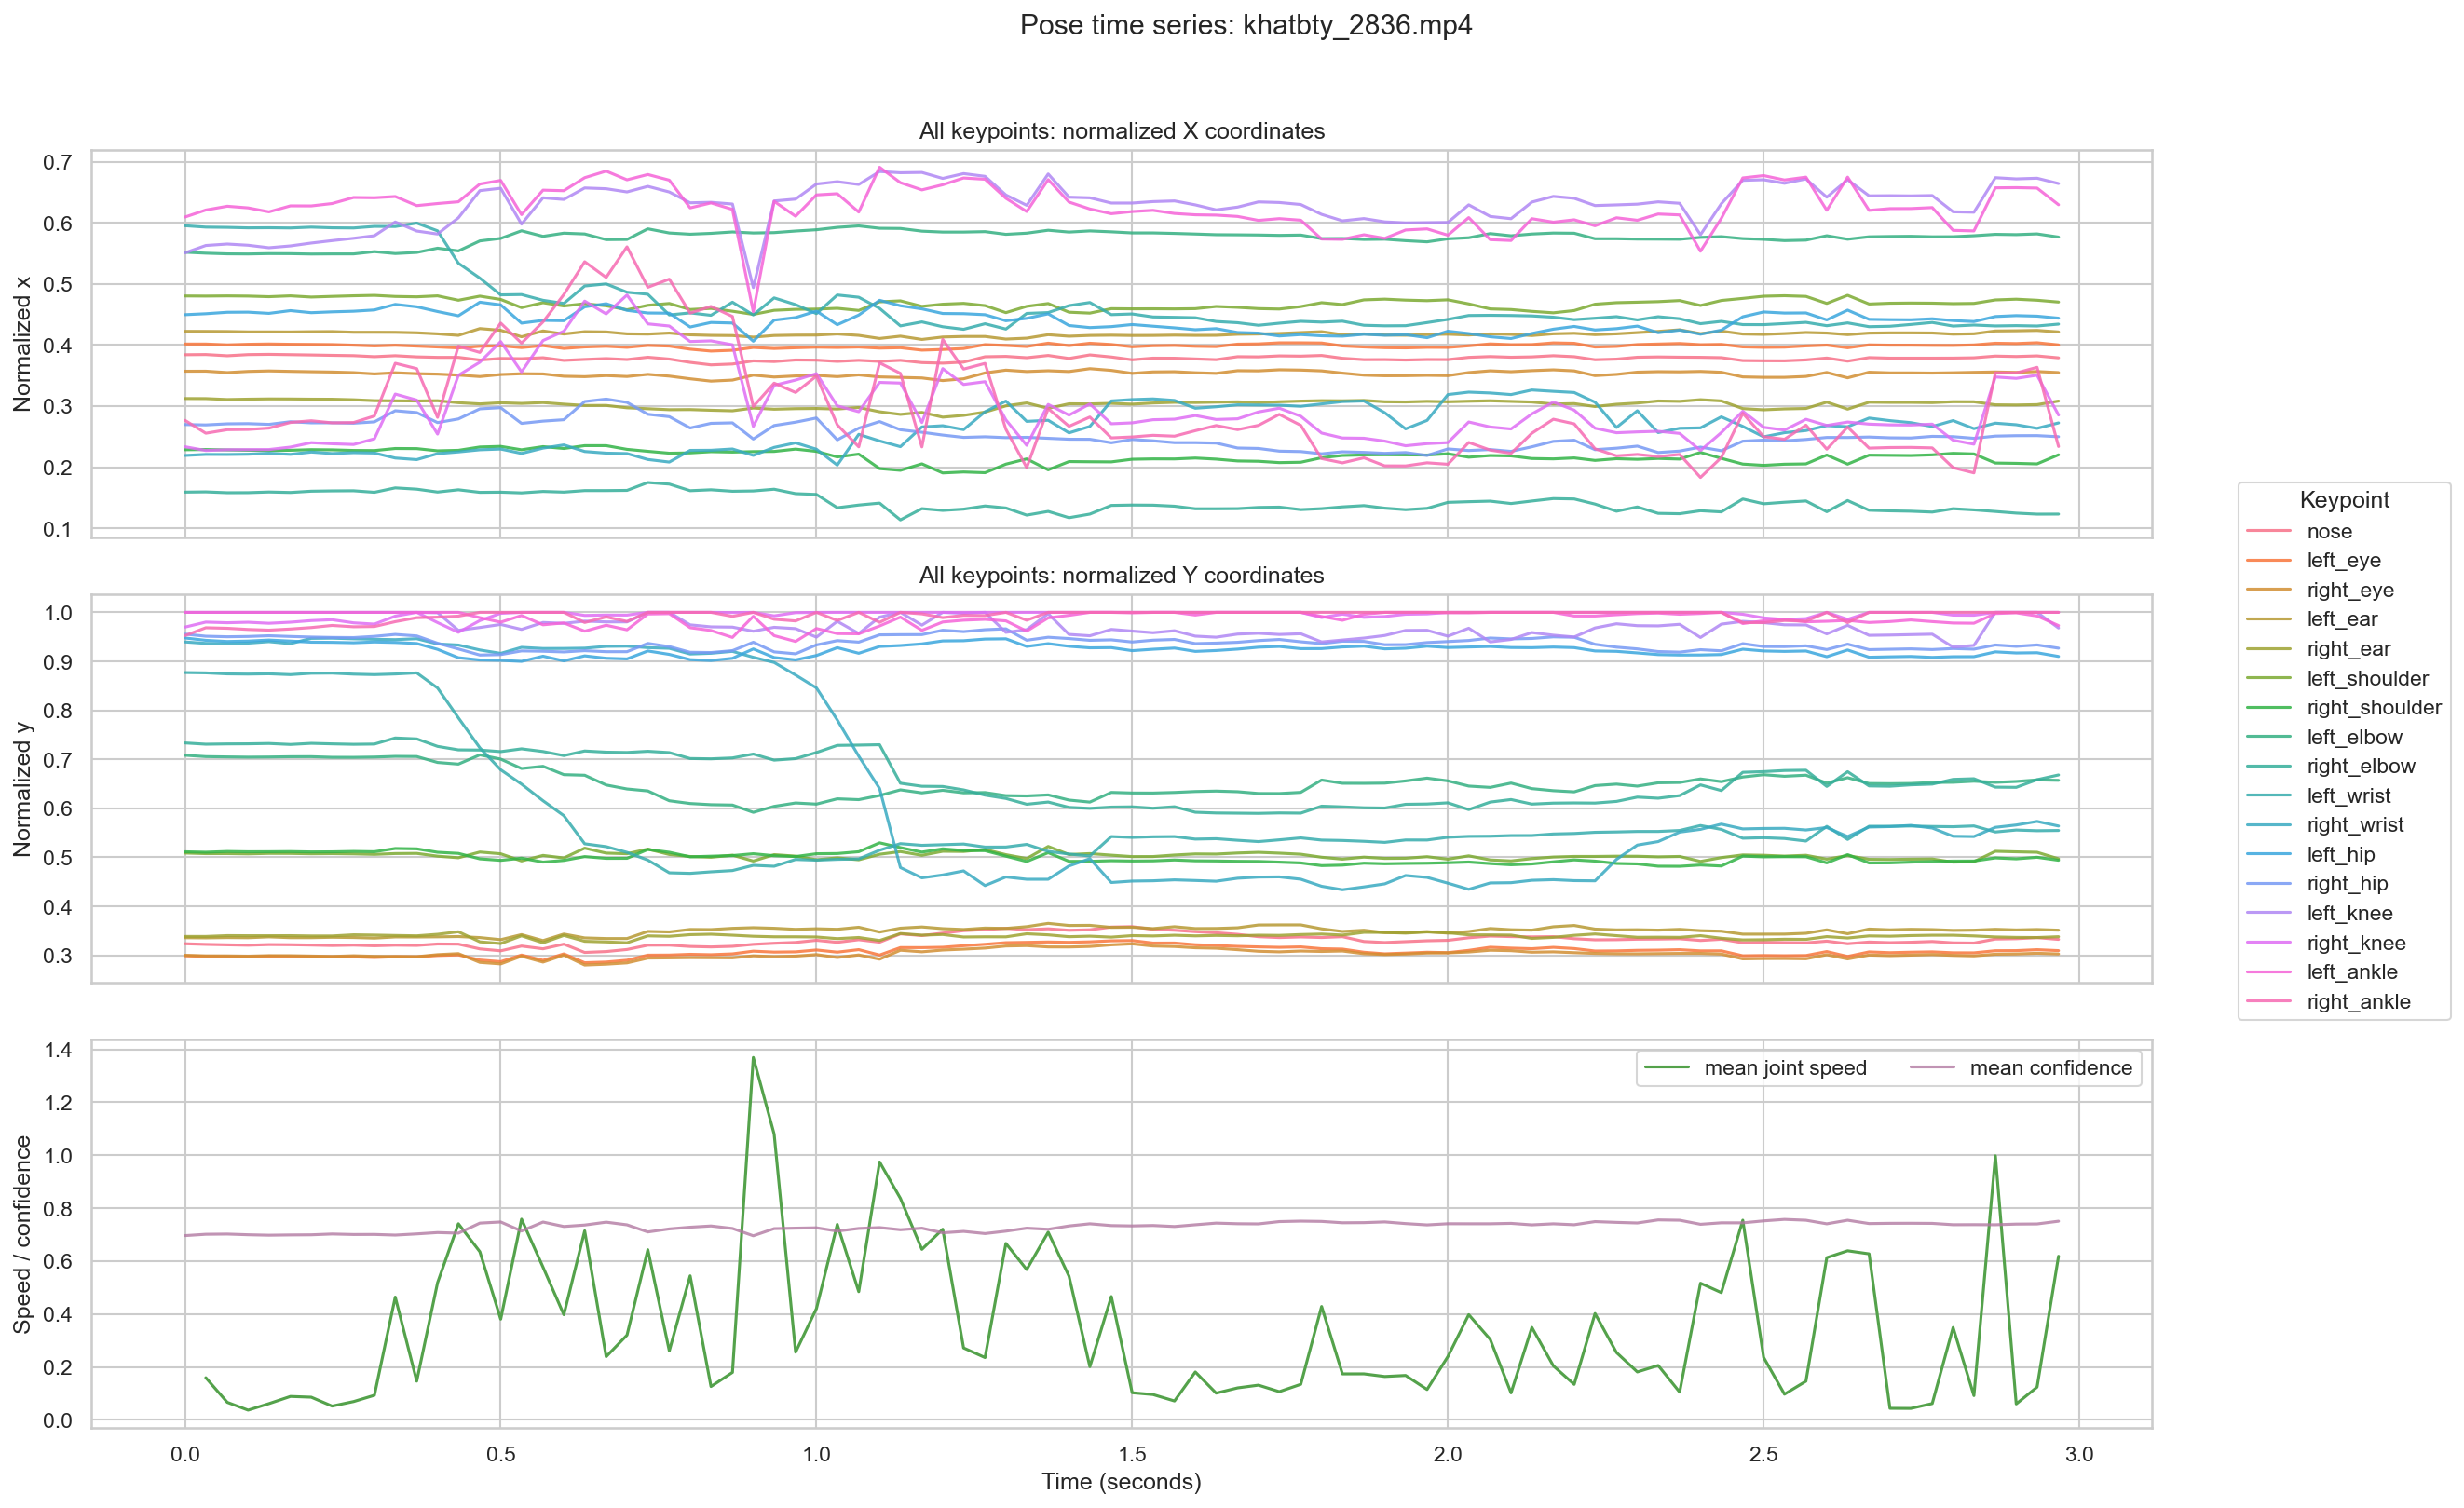 Pose time series: khatbty_2836.mp4
All keypoints: normalized X coordinates
0.7
0.6
0.5
0.4
0.3
0.2
0.1
Normalized x
All keypoints: normalized Y coordinates
1.0
0.9
0.8
0.7
0.6
0.5
0.4
0.3
Normalized y
Keypoint
nose
left_eye
right_eye
left_ear
right_ear
left_shoulder
right_shoulder
left_elbow
right_elbow
left_wrist
right_wrist
left_hip
right_hip
left_knee
right_knee
left_ankle
right_ankle
1.4
1.2
1.0
0.8
0.6
0.4
0.2
0.0
Speed / confidence
mean joint speed
mean confidence
0.0
0.5
1.0
1.5
2.0
2.5
3.0
Time (seconds)